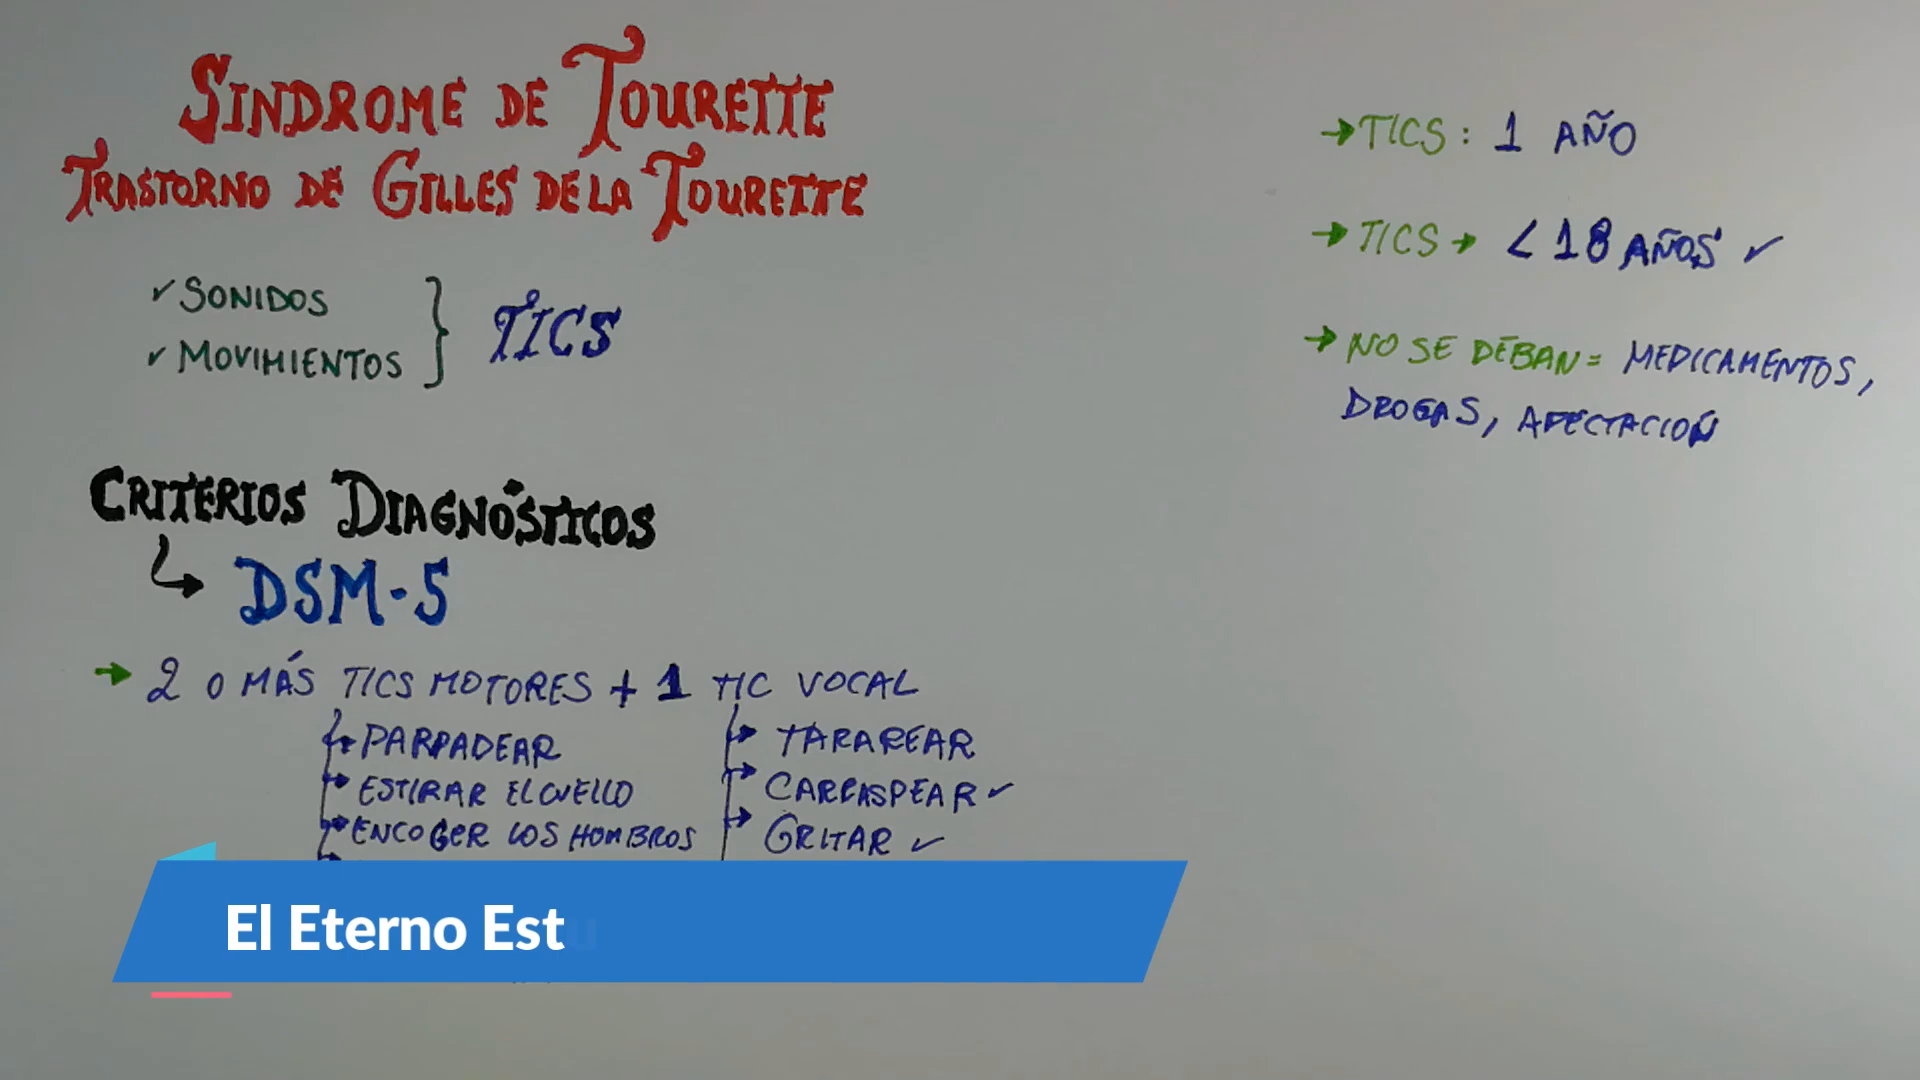 SINDROME DE TOURETTE
TRASTORNO DE GILLES DE LA TOURETTE
✓ SONIDOS
✓ MOVIMIENTOS
TICS
CRITERIOS DIAGNÓSTICOS
DSM-5
→ 2 O MÁS TICS MOTORES + 1 TIC VOCAL
→ PARPADEAR
→ ESTIRAR EL CUELLO
→ ENCOGER LOS HOMBROS
→ TARAREAR
→ CARRASPEAR ✓
→ GRITAR ✓
→ TICS: 1 AÑO
→ TICS → < 18 AÑOS ✓
→ NO SE DEBAN = MEDICAMENTOS,
DROGAS, AFECTACION
El Eterno Estu